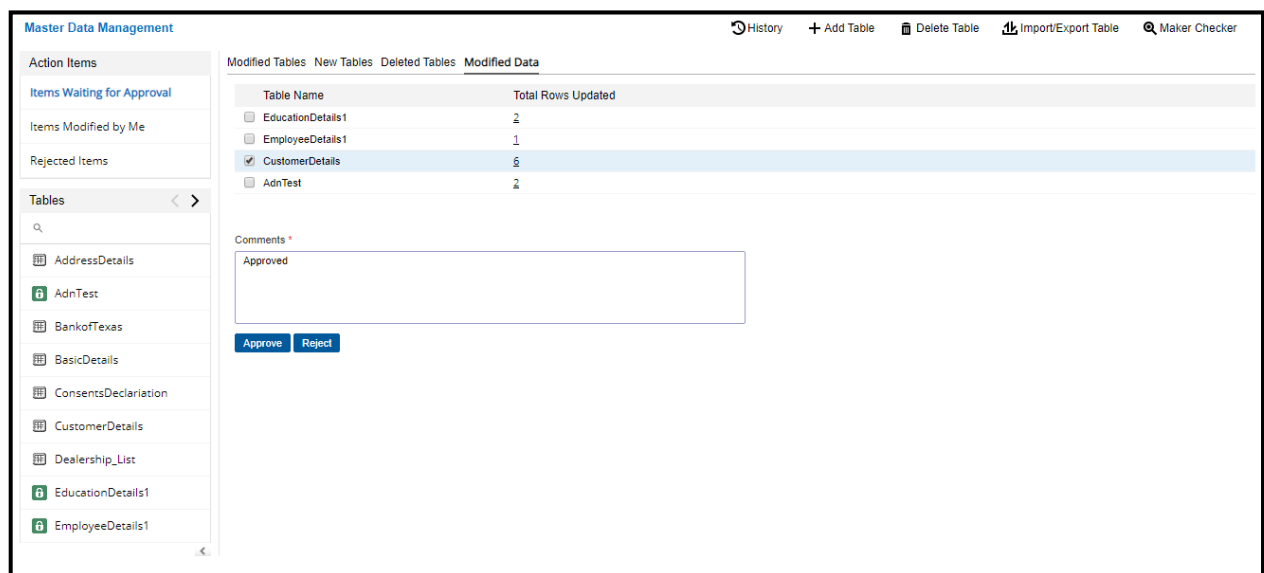 Master Data Management
History
Add Table
Delete Table
Import/Export Table
Maker Checker
Action Items
Items Waiting for Approval
Items Modified by Me
Rejected Items
Tables
AddressDetails
AdnTest
BankofTexas
BasicDetails
ConsentsDeclariation
CustomerDetails
Dealership_List
EducationDetails1
EmployeeDetails1
Modified Tables New Tables Deleted Tables Modified Data
Table Name Total Rows Updated
EducationDetails1 2
EmployeeDetails1 1
CustomerDetails 6
AdnTest 2
Comments *
Approved
Approve Reject